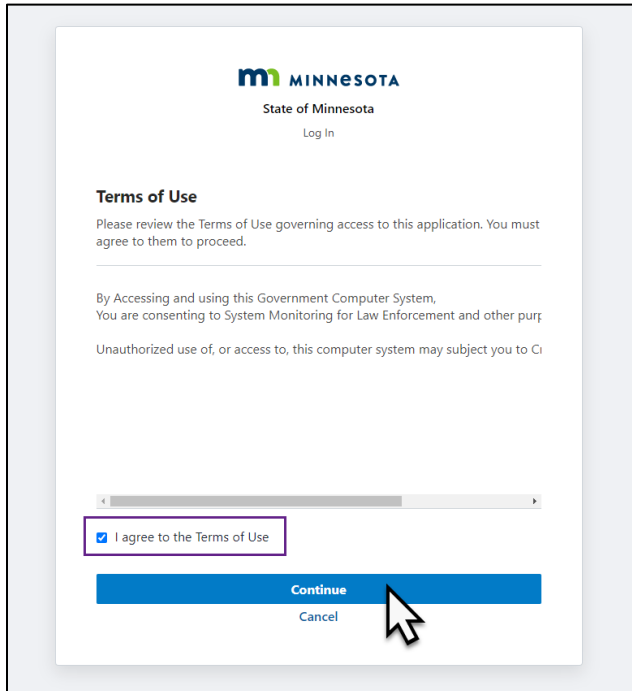 MINNESOTA
State of Minnesota
Log In
Terms of Use
Please review the Terms of Use governing access to this application. You must
agree to them to proceed.
By Accessing and using this Government Computer System,
You are consenting to System Monitoring for Law Enforcement and other
Unauthorized use of, or access to, this computer system may subject you to
I agree to the Terms of Use
Continue
Cancel